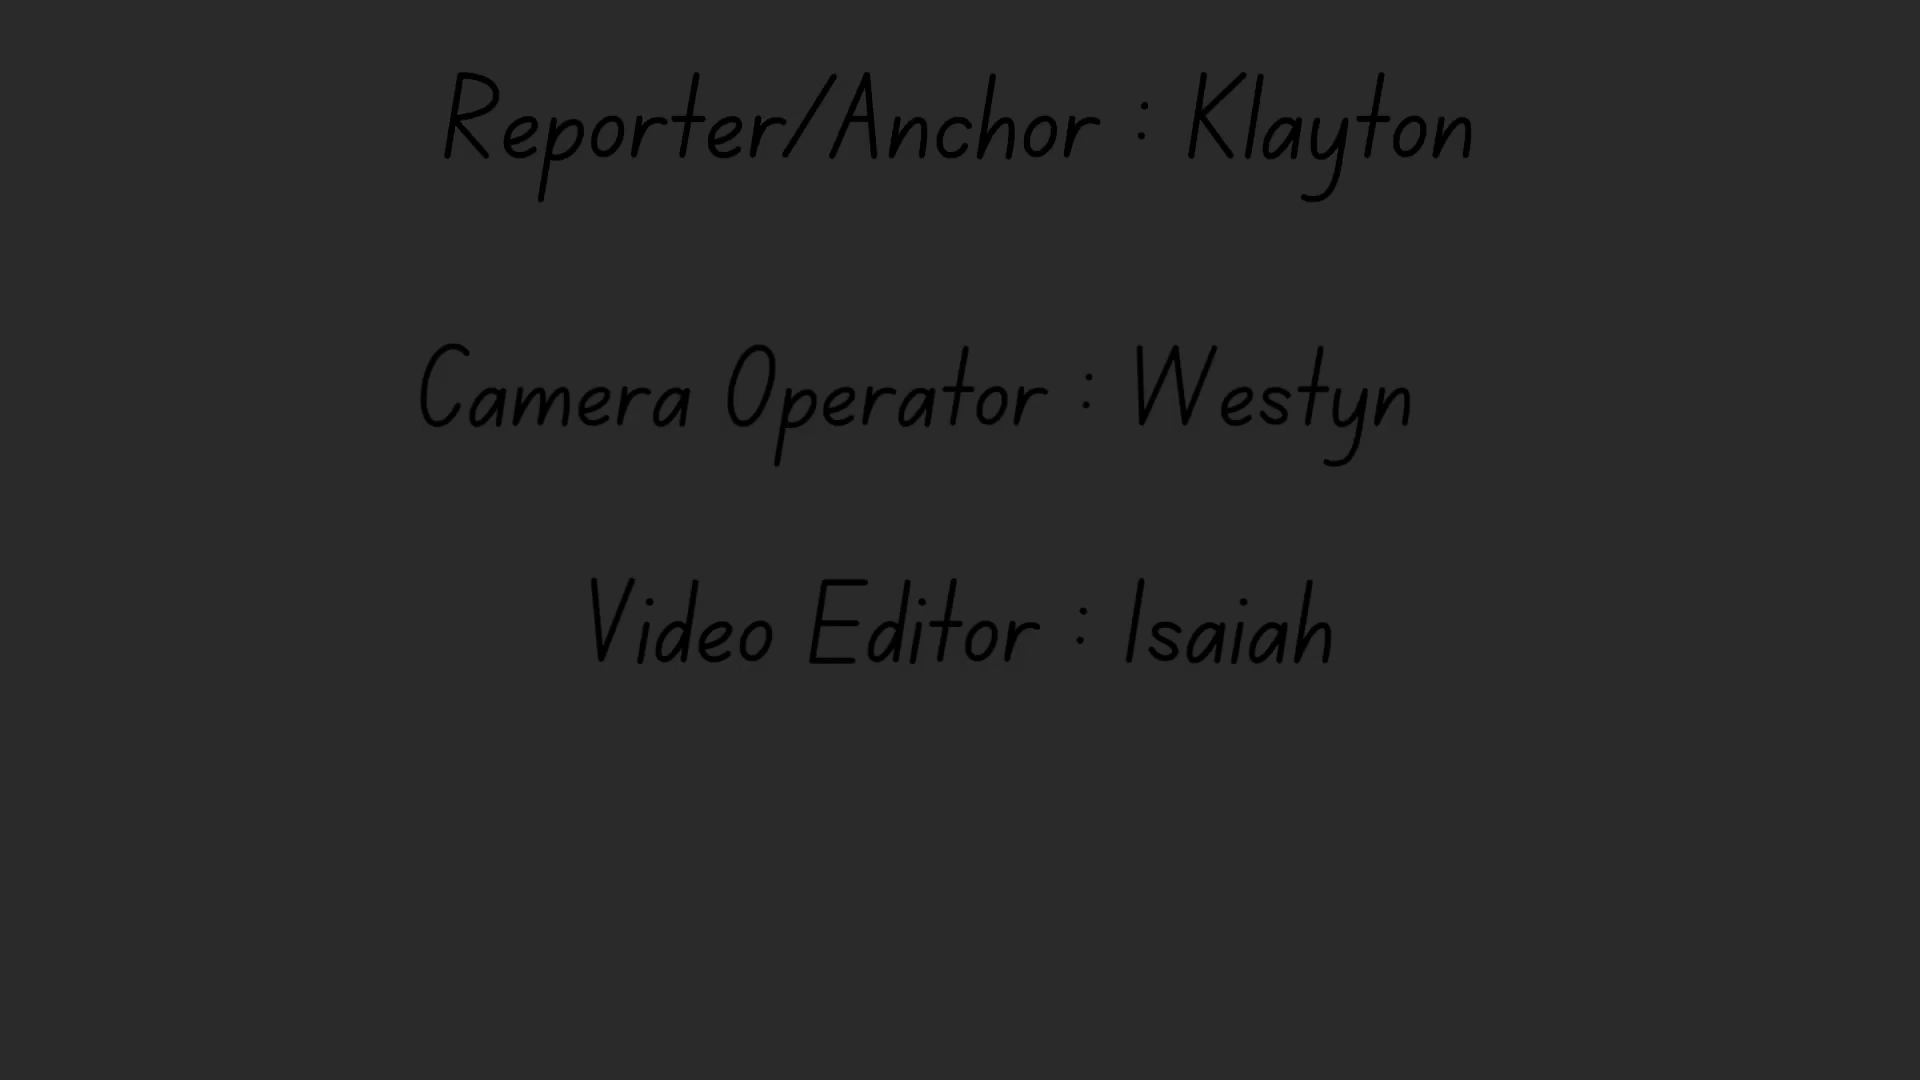 Reporter/Anchor : Klayton
Camera Operator : Westyn
Video Editor : Isaiah